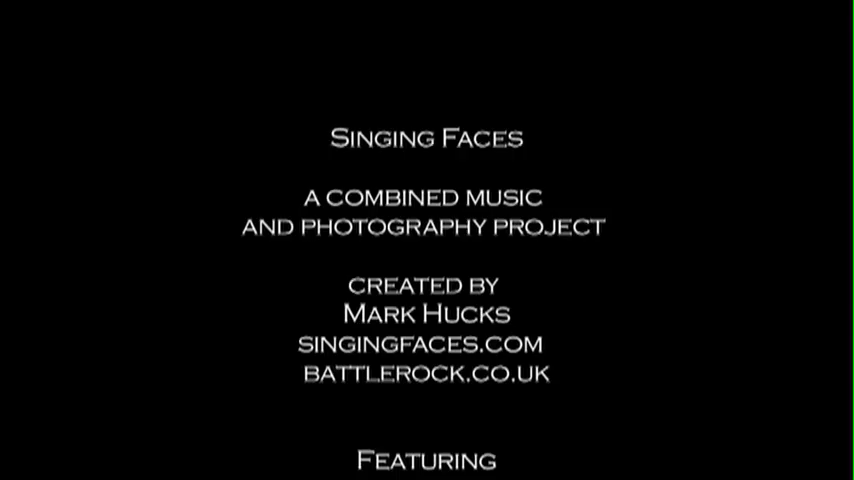 Singing Faces
A COMBINED MUSIC
AND PHOTOGRAPHY PROJECT
CREATED BY
Mark Hucks
SINGINGFACES.COM
BATTLEROCK.CO.UK
Featuring